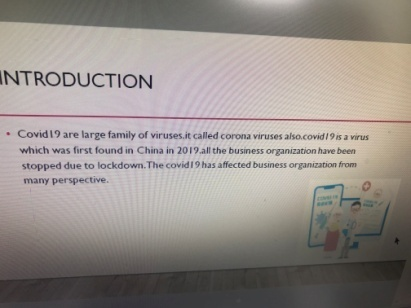 INTRODUCTION
• Covid19 are large family of viruses.it called corona viruses also.covid19 is a virus
which was first found in China in 2019.all the business organization have been
stopped due to lockdown.The covid19 has affected business organization from
many perspective.